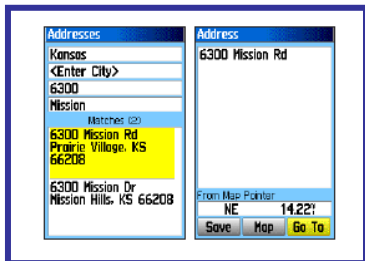 Addresses
Kansas
<Enter City>
6300
Mission
Matches (2)
6300 Mission Rd
Prairie Village, KS
66208
6300 Mission Dr
Mission Hills, KS 66208
Address
6300 Mission Rd
From Map Pointer
NE 14.22
Save Map Go To